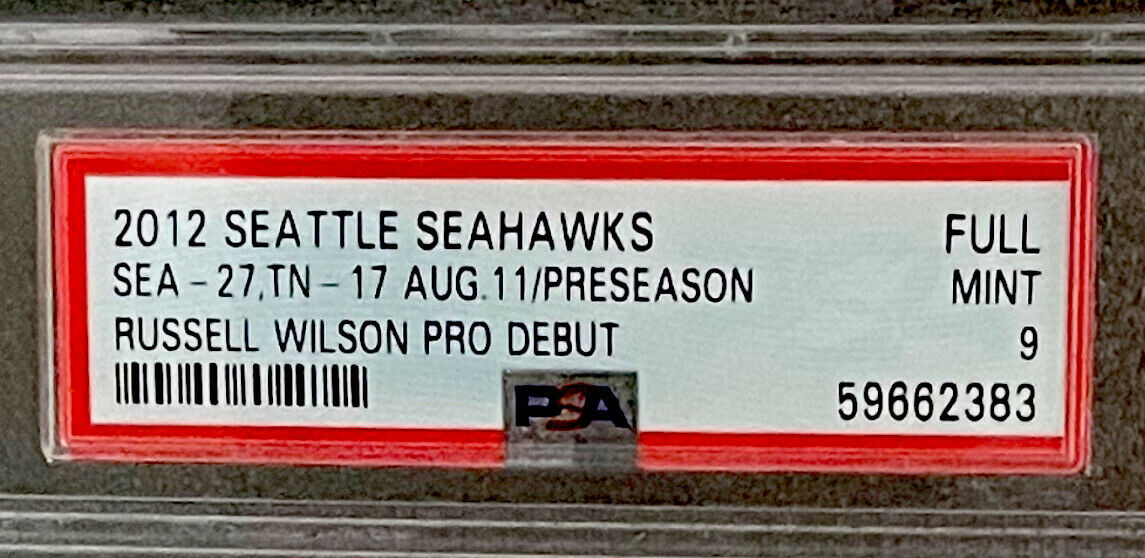 2012 SEATTLE SEAHAWKS FULL
SEA - 27, TN - 17 AUG. 11/PRESEASON MINT
RUSSELL WILSON PRO DEBUT 9
PSA 59662383